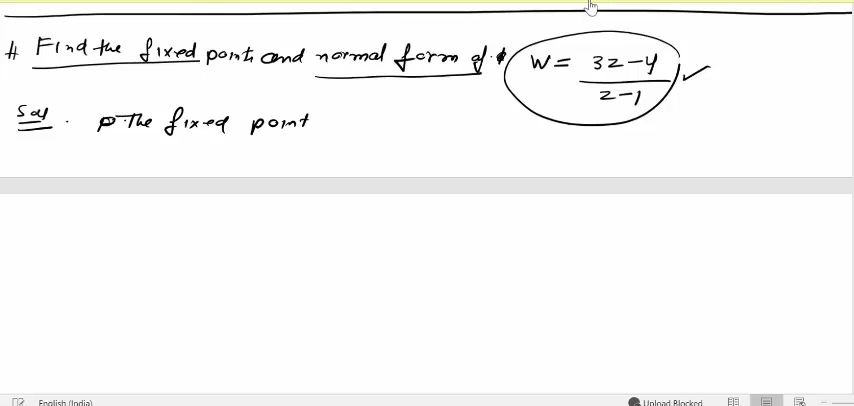 # Find the fixed point and normal form of W = 3z-4 / z-1 ✓
Sol . The fixed point
English (India) Upload Blocked